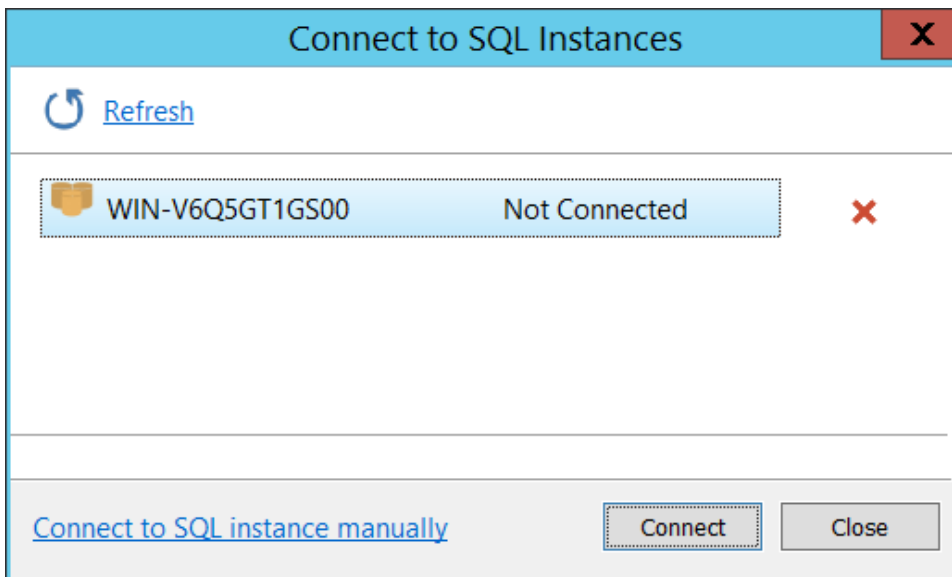 Connect to SQL Instances
X
Refresh
WIN-V6Q5GT1GS00 Not Connected
Connect to SQL instance manually Connect Close